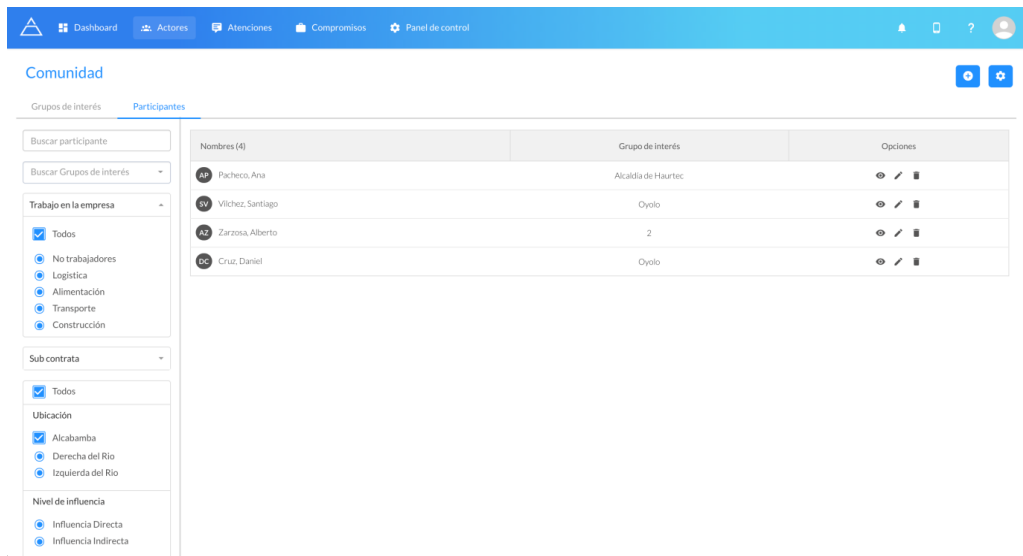 Dashboard Actores Atenciones Compromisos Panel de control ?
Comunidad
Grupos de interés Participantes
Buscar participante
Buscar Grupos de interés
Trabajo en la empresa
Todos
No trabajadores
Logistica
Alimentación
Transporte
Construcción
Sub contrata
Todos
Ubicación
Alcabamba
Derecha del Rio
Izquierda del Rio
Nivel de influencia
Influencia Directa
Influencia Indirecta
Nombres (4) Grupo de interés Opciones
AP Pacheco, Ana Alcaldía de Haurtec
SV Vilchez, Santiago Oyolo
AZ Zarzosa, Alberto 2
DC Cruz, Daniel Oyolo